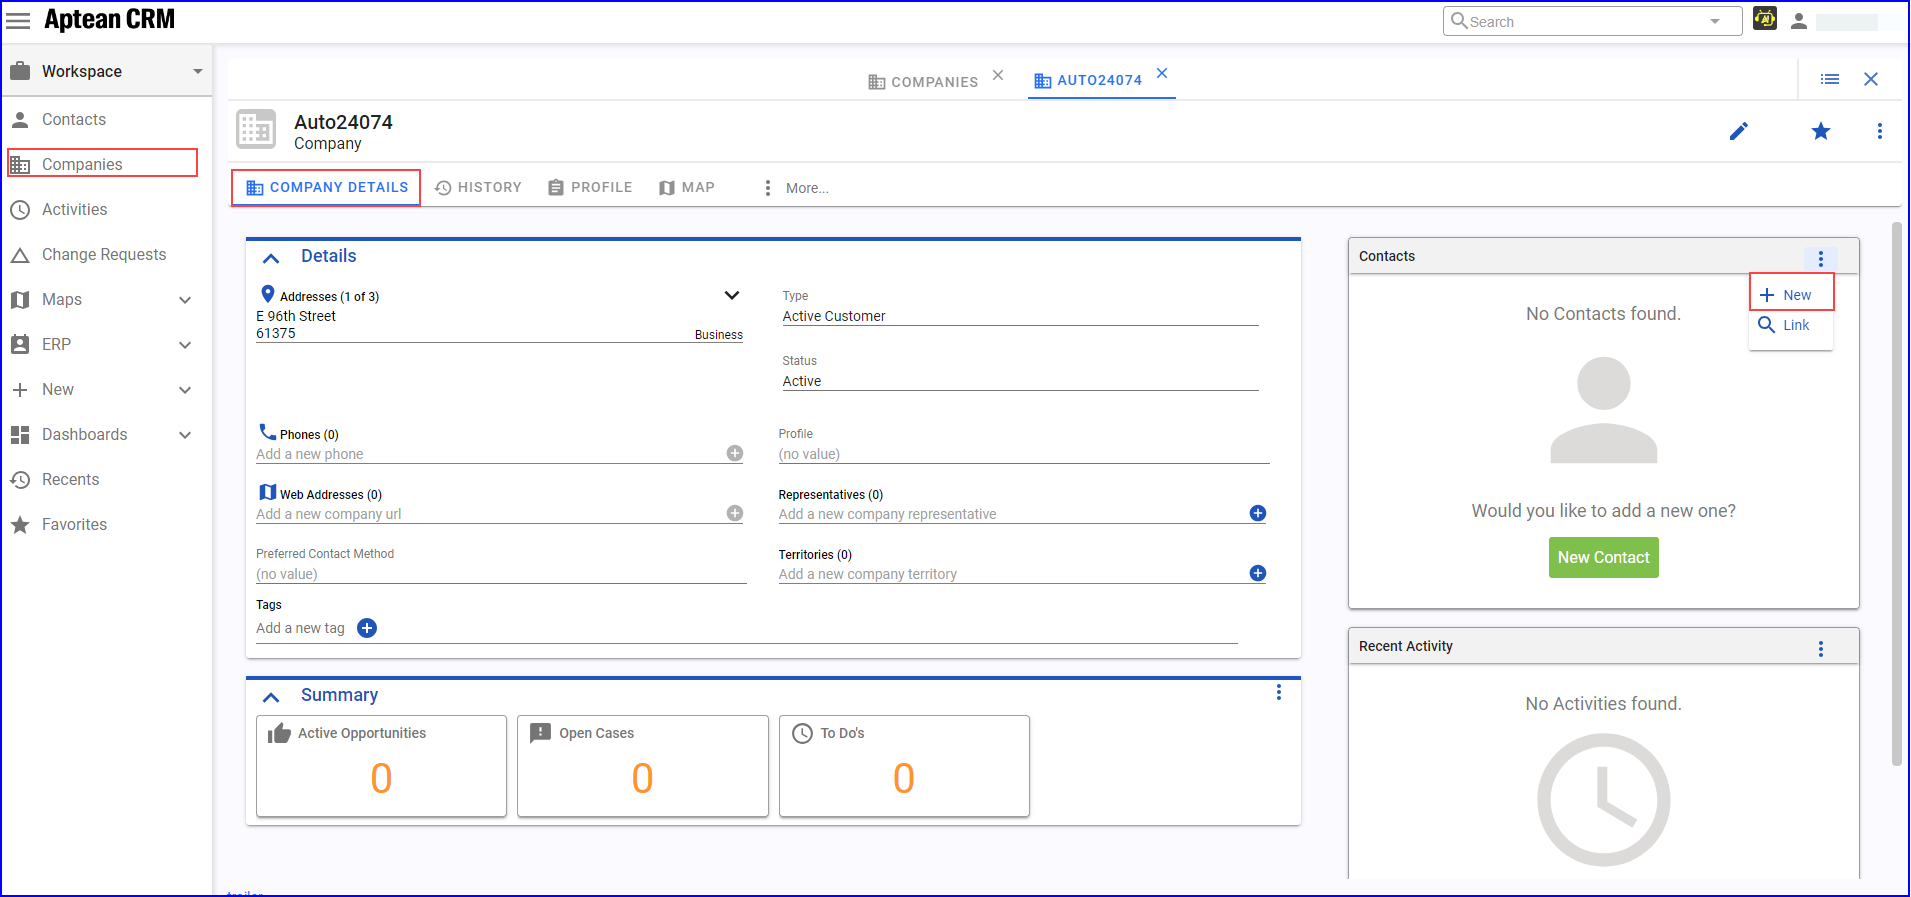 Aptean CRM
Search
AI
Workspace
Contacts
Companies
Activities
Change Requests
Maps
ERP
New
Dashboards
Recents
Favorites
COMPANIES
AUTO24074
Auto24074
Company
COMPANY DETAILS
HISTORY
PROFILE
MAP
More...
Details
Addresses (1 of 3)
E 96th Street
61375
Business
Type
Active Customer
Status
Active
Phones (0)
Add a new phone
Profile
(no value)
Web Addresses (0)
Add a new company url
Representatives (0)
Add a new company representative
Preferred Contact Method
(no value)
Territories (0)
Add a new company territory
Tags
Add a new tag
Summary
Active Opportunities
0
Open Cases
0
To Do's
0
Contacts
New
Link
No Contacts found.
Would you like to add a new one?
New Contact
Recent Activity
No Activities found.